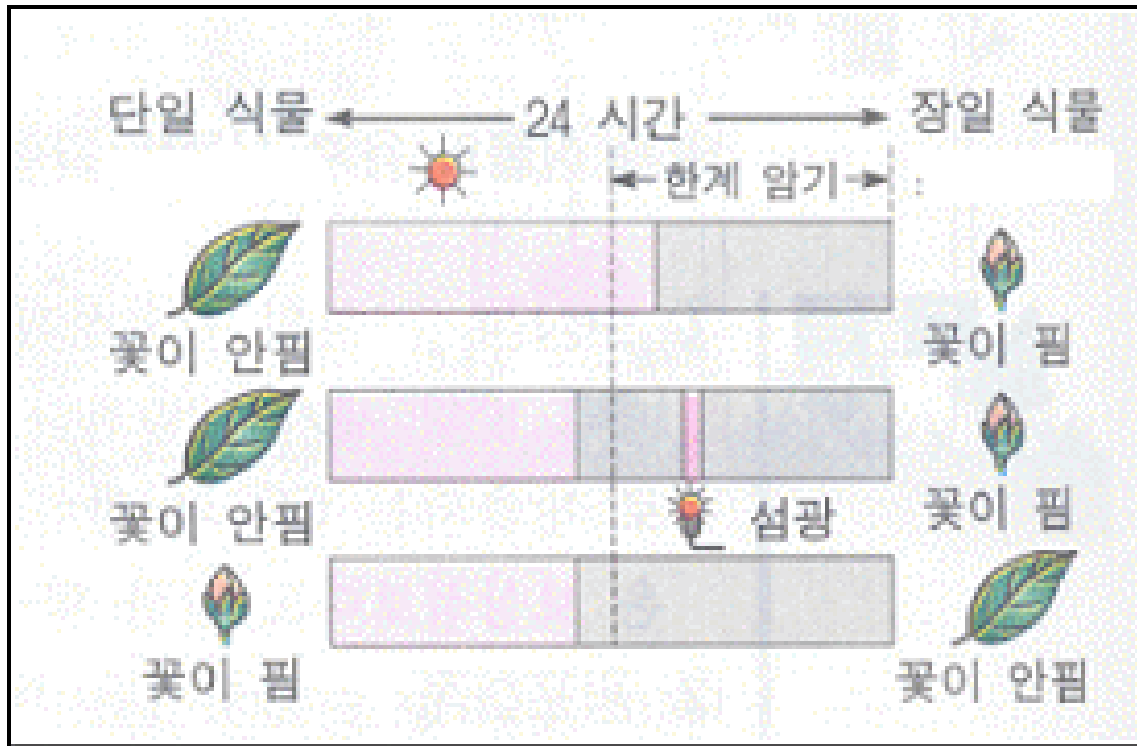 단일 식물 24 시간 장일 식물
한계 암기 :
꽃이 안핌 꽃이 핌
꽃이 안핌 섬광 꽃이 핌
꽃이 핌 꽃이 안핌